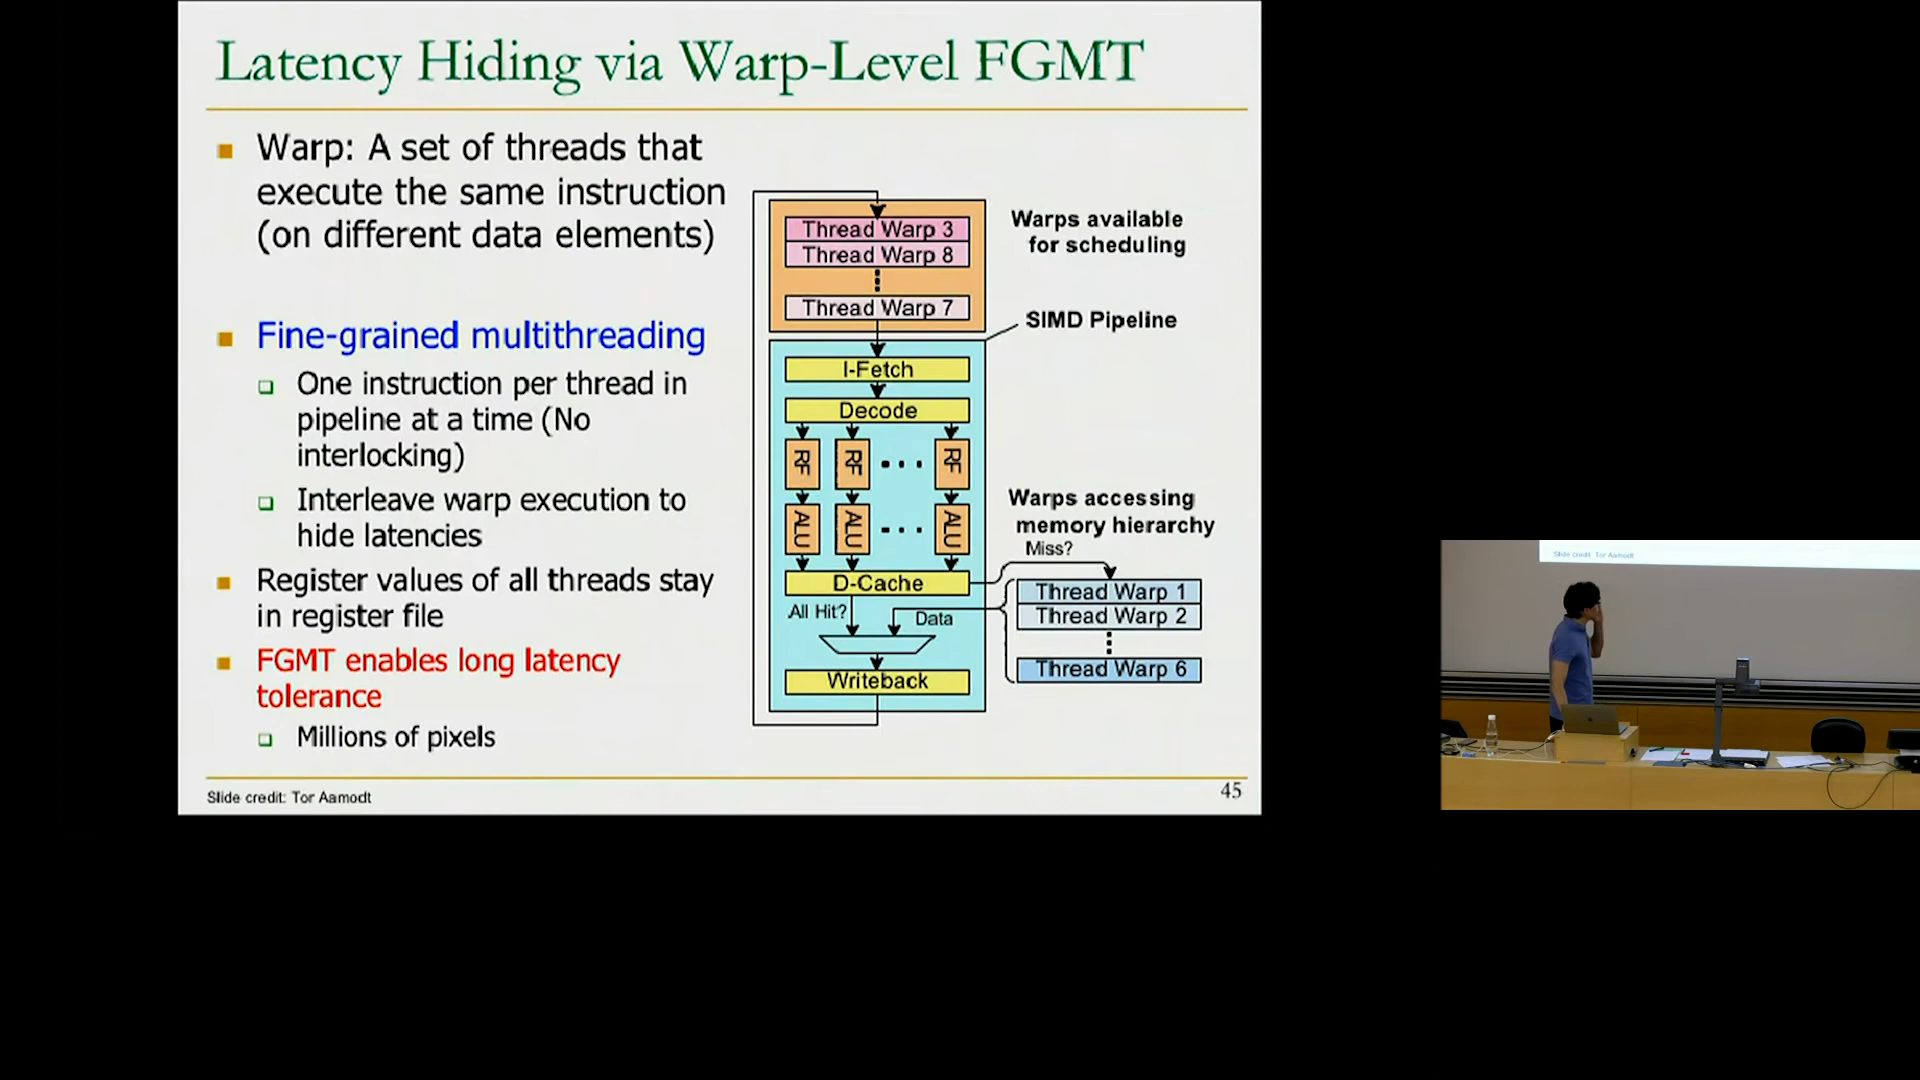 Latency Hiding via Warp-Level FGMT
Warp: A set of threads that
execute the same instruction
(on different data elements)
Fine-grained multithreading
One instruction per thread in
pipeline at a time (No
interlocking)
Interleave warp execution to
hide latencies
Register values of all threads stay
in register file
FGMT enables long latency
tolerance
Millions of pixels
Thread Warp 3
Thread Warp 8
Thread Warp 7
Warps available
for scheduling
SIMD Pipeline
I-Fetch
Decode
RF
RF
RF
ALU
ALU
ALU
D-Cache
All Hit?
Data
Writeback
Warps accessing
memory hierarchy
Miss?
Thread Warp 1
Thread Warp 2
Thread Warp 6
Slide credit: Tor Aamodt
45
Slide credit: Tor Aamodt